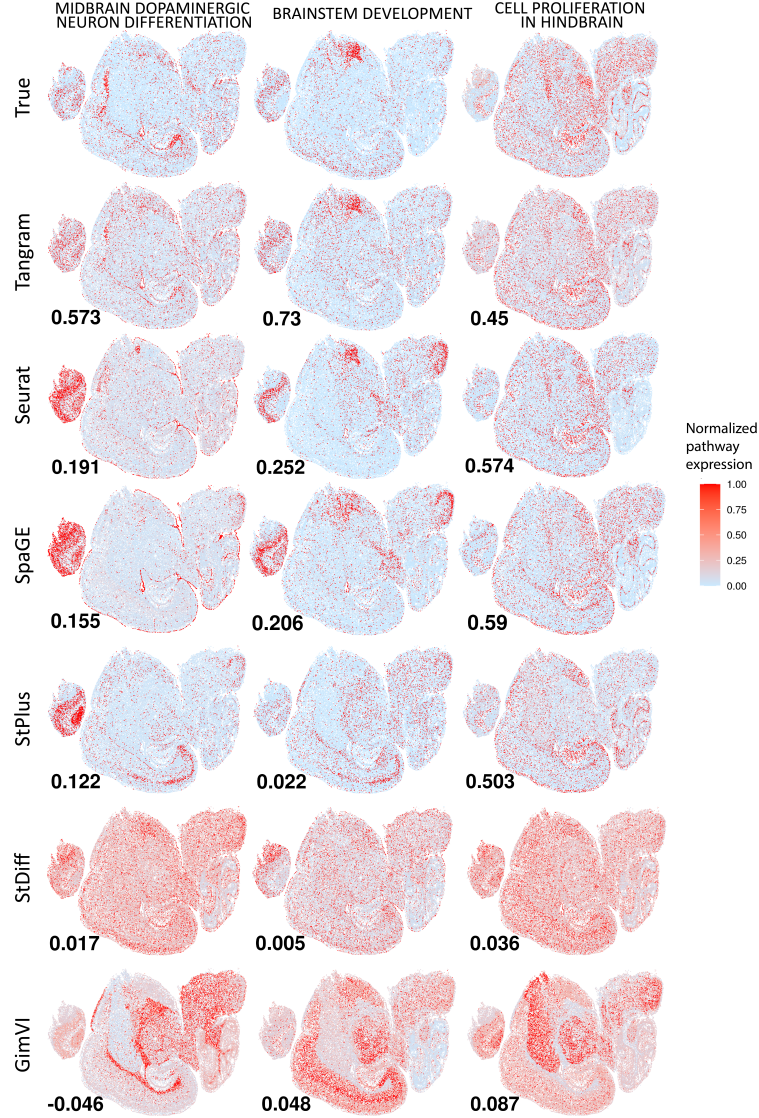 MIDBRAIN DOPAMINERGIC
NEURON DIFFERENTIATION
BRAINSTEM DEVELOPMENT
CELL PROLIFERATION
IN HINDBRAIN
True
Tangram
0.573
0.73
0.45
Seurat
0.191
0.252
0.574
Normalized
pathway
expression
1.00
0.75
0.50
0.25
0.00
SpaGE
0.155
0.206
0.59
StPlus
0.122
0.022
0.503
StDiff
0.017
0.005
0.036
GimVI
-0.046
0.048
0.087